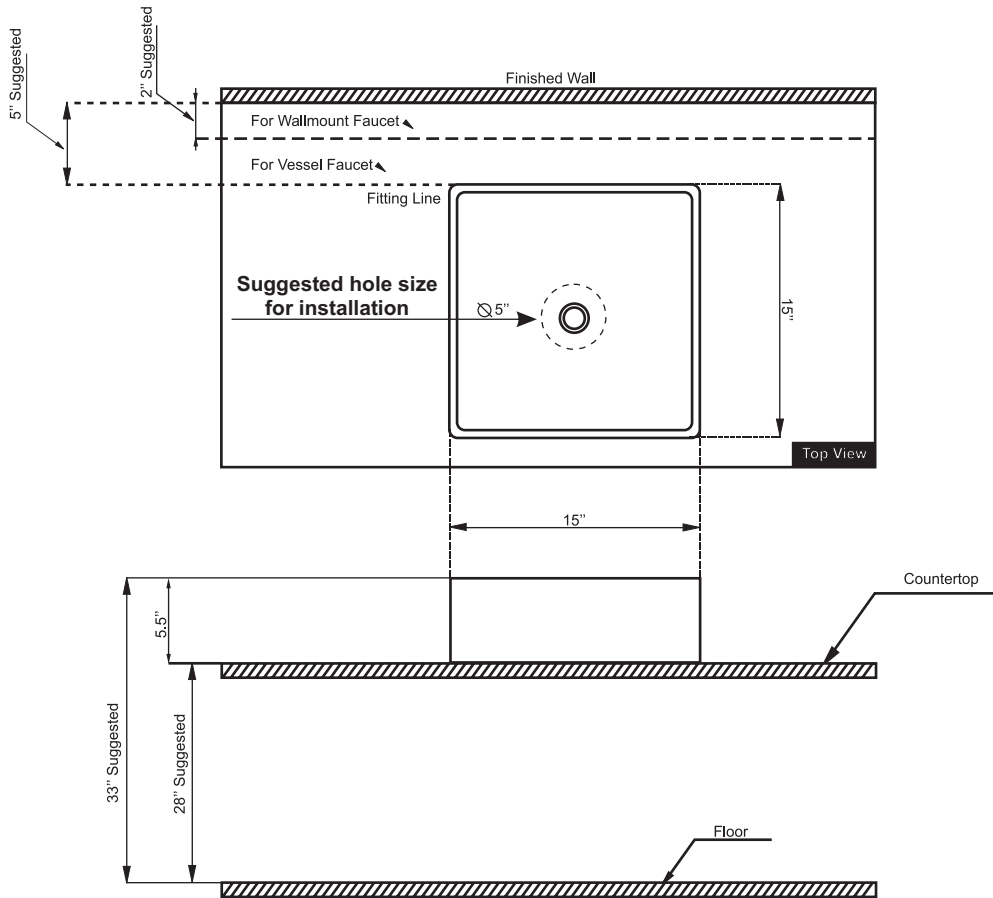 5’’ Suggested
2’’ Suggested
Finished Wall
For Wallmount Faucet
For Vessel Faucet
Fitting Line
Suggested hole size
for installation
∅ 5’’
15’’
Top View
15’’
Countertop
5.5’’
33’’ Suggested
28’’ Suggested
Floor